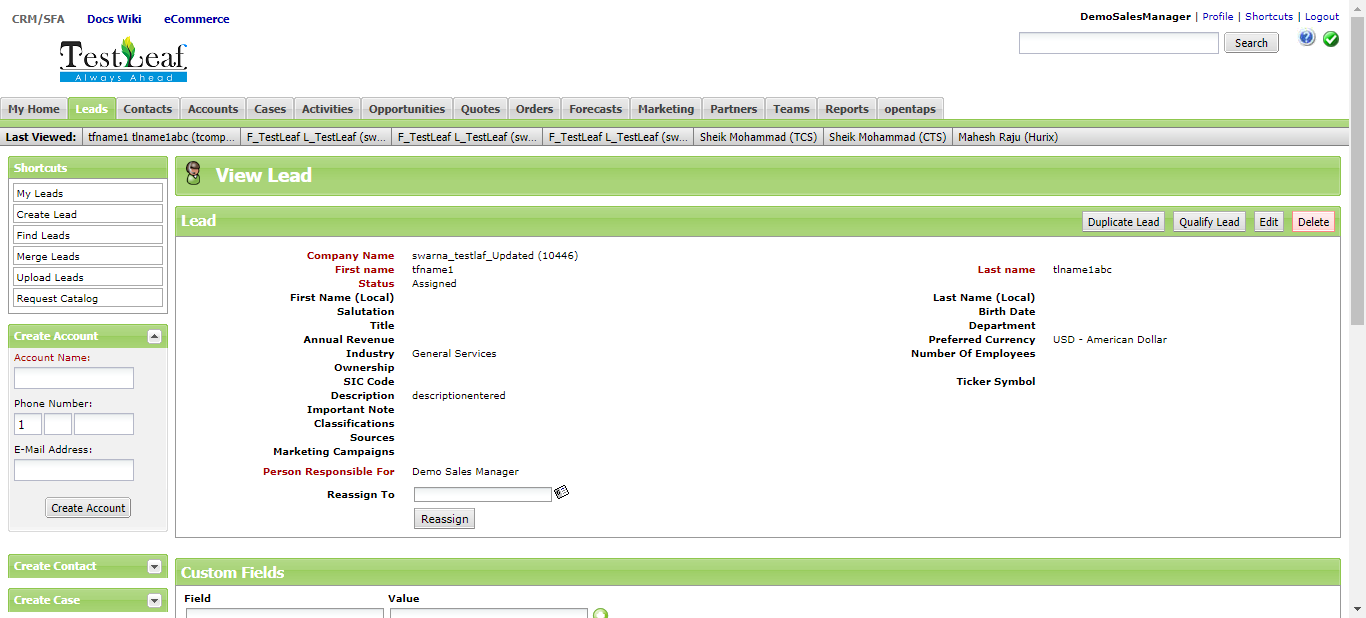 CRM/SFA Docs Wiki eCommerce
DemoSalesManager | Profile | Shortcuts | Logout
TestLeaf
Always Ahead
Search
My Home Leads Contacts Accounts Cases Activities Opportunities Quotes Orders Forecasts Marketing Partners Teams Reports opentaps
Last Viewed: tfname1 tlname1abc (tcomp... F_TestLeaf L_TestLeaf (sw... F_TestLeaf L_TestLeaf (sw... F_TestLeaf L_TestLeaf (sw... Sheik Mohammad (TCS) Sheik Mohammad (CTS) Mahesh Raju (Hurix)
Shortcuts
My Leads
Create Lead
Find Leads
Merge Leads
Upload Leads
Request Catalog
Create Account
Account Name:
Phone Number:
1
E-Mail Address:
Create Account
Create Contact
Create Case
View Lead
Lead
Duplicate Lead Qualify Lead Edit Delete
Company Name swarna_testlaf_Updated (10446)
First name tfname1 Last name tlname1abc
Status Assigned
First Name (Local) Last Name (Local)
Salutation Birth Date
Title Department
Annual Revenue Preferred Currency USD - American Dollar
Industry General Services Number Of Employees
Ownership
SIC Code Ticker Symbol
Description descriptionentered
Important Note
Classifications
Sources
Marketing Campaigns
Person Responsible For Demo Sales Manager
Reassign To
Reassign
Custom Fields
Field Value